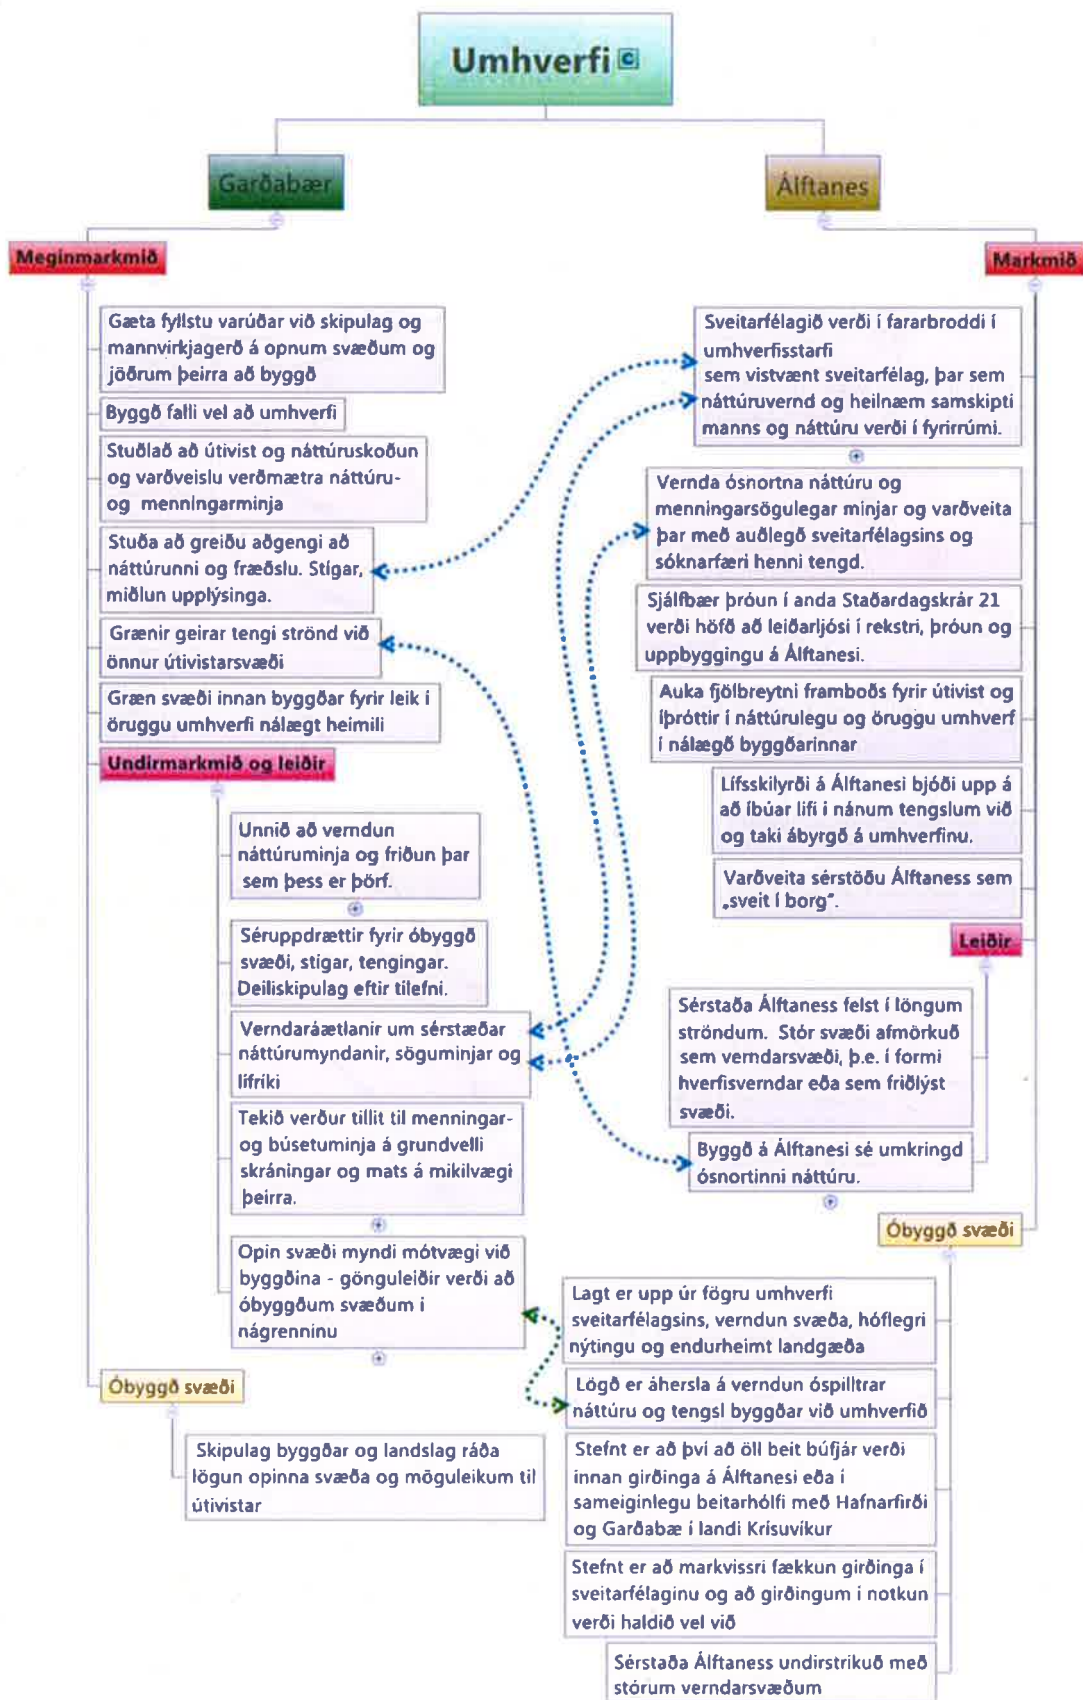 Umhverfi
Garðabær
Álftanes
Meginmarkmið
Gæta fyllstu varúðar við skipulag og
mannvirkjagerð á opnum svæðum og
jöðrum þeirra að byggð
Byggð falli vel að umhverfi
Stuðlað að útivist og náttúruskoðun
og varðveislu verðmætra náttúru-
og menningarminja
Stuða að greiðu aðgengi að
náttúrunni og fræðslu. Stígar,
miðlun upplýsinga.
Grænir geirar tengi strönd við
önnur útivistarsvæði
Græn svæði innan byggðar fyrir leik í
öruggu umhverfi nálægt heimili
Undirmarkmið og leiðir
Unnið að verndun
náttúruminja og friðun þar
sem þess er þörf.
Séruppdrættir fyrir óbyggð
svæði, stígar, tengingar.
Deiliskipulag eftir tilefni.
Verndaráætlanir um sérstæðar
náttúrumyndanir, söguminjar og
lífríki
Tekið verður tillit til menningar-
og búsetuminja á grundvelli
skráningar og mats á mikilvægi
þeirra.
Opin svæði myndi mótvægi við
byggðina - gönguleiðir verði að
óbyggðum svæðum í
nágrenninu
Óbyggð svæði
Skipulag byggðar og landslag ráða
lögun opinna svæða og möguleikum til
útivistar
Markmið
Sveitarfélagið verði í fararbroddi í
umhverfisstarfi
sem vistvænt sveitarfélag, þar sem
náttúruvernd og heilnæm samskipti
manns og náttúru verði í fyrirrúmi.
Vernda ósnortna náttúru og
menningarsögulegar minjar og varðveita
þar með auðlegð sveitarfélagsins og
sóknarfæri henni tengd.
Sjálfbær þróun í anda Staðardagskrár 21
verði höfð að leiðarljósi í rekstri, þróun og
uppbyggingu á Álftanesi.
Auka fjölbreytni framboðs fyrir útivist og
íþróttir í náttúrulegu og öruggu umhverf
í nálægð byggðarinnar
Lífsskilyrði á Álftanesi bjóði upp á
að íbúar lifi í nánum tengslum við
og taki ábyrgð á umhverfinu.
Varðveita sérstöðu Álftaness sem
„sveit í borg“.
Leiðir
Sérstaða Álftaness felst í löngum
ströndum. Stór svæði afmörkuð
sem verndarsvæði, þ.e. í formi
hverfisverndar eða sem friðlýst
svæði.
Byggð á Álftanesi sé umkringd
ósnortinni náttúru.
Óbyggð svæði
Lagt er upp úr fögru umhverfi
sveitarfélagsins, verndun svæða, hóflegri
nýtingu og endurheimt landgæða
Lögð er áhersla á verndun óspilltrar
náttúru og tengsl byggðar við umhverfið
Stefnt er að því að öll beit búfjár verði
innan girðinga á Álftanesi eða í
sameiginlegu beitarhólfi með Hafnarfirði
og Garðabæ í landi Krísuvíkur
Stefnt er að markvissri fækkun girðinga í
sveitarfélaginu og að girðingum í notkun
verði haldið vel við
Sérstaða Álftaness undirstrikuð með
stórum verndarsvæðum